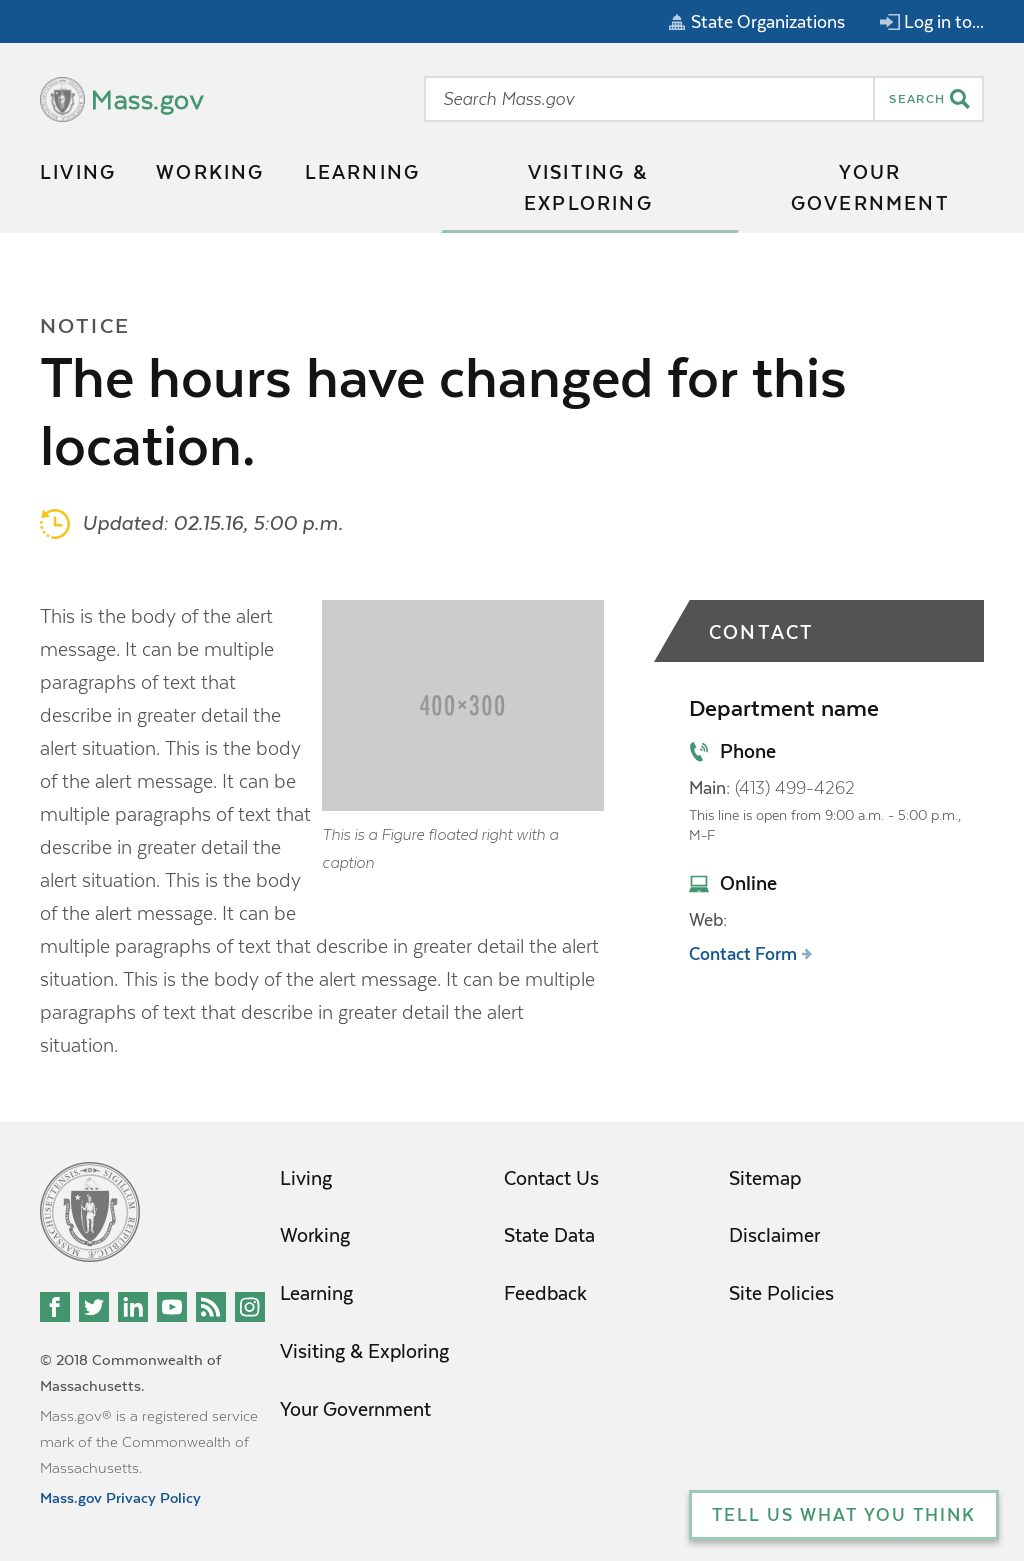 State Organizations
Log in to...
Mass.gov
Search Mass.gov
SEARCH
LIVING
WORKING
LEARNING
VISITING &
EXPLORING
YOUR
GOVERNMENT
NOTICE
The hours have changed for this
location.
Updated: 02.15.16, 5:00 p.m.
This is the body of the alert
message. It can be multiple
paragraphs of text that
describe in greater detail the
alert situation. This is the body
of the alert message. It can be
multiple paragraphs of text that
describe in greater detail the
alert situation. This is the body
of the alert message. It can be
multiple paragraphs of text that describe in greater detail the alert
situation. This is the body of the alert message. It can be multiple
paragraphs of text that describe in greater detail the alert
situation.
400×300
This is a Figure floated right with a
caption
CONTACT
Department name
Phone
Main: (413) 499-4262
This line is open from 9:00 a.m. - 5:00 p.m.,
M-F
Online
Web:
Contact Form
Living
Working
Learning
Visiting & Exploring
Your Government
Contact Us
State Data
Feedback
Sitemap
Disclaimer
Site Policies
© 2018 Commonwealth of
Massachusetts.
Mass.gov® is a registered service
mark of the Commonwealth of
Massachusetts.
Mass.gov Privacy Policy
TELL US WHAT YOU THINK